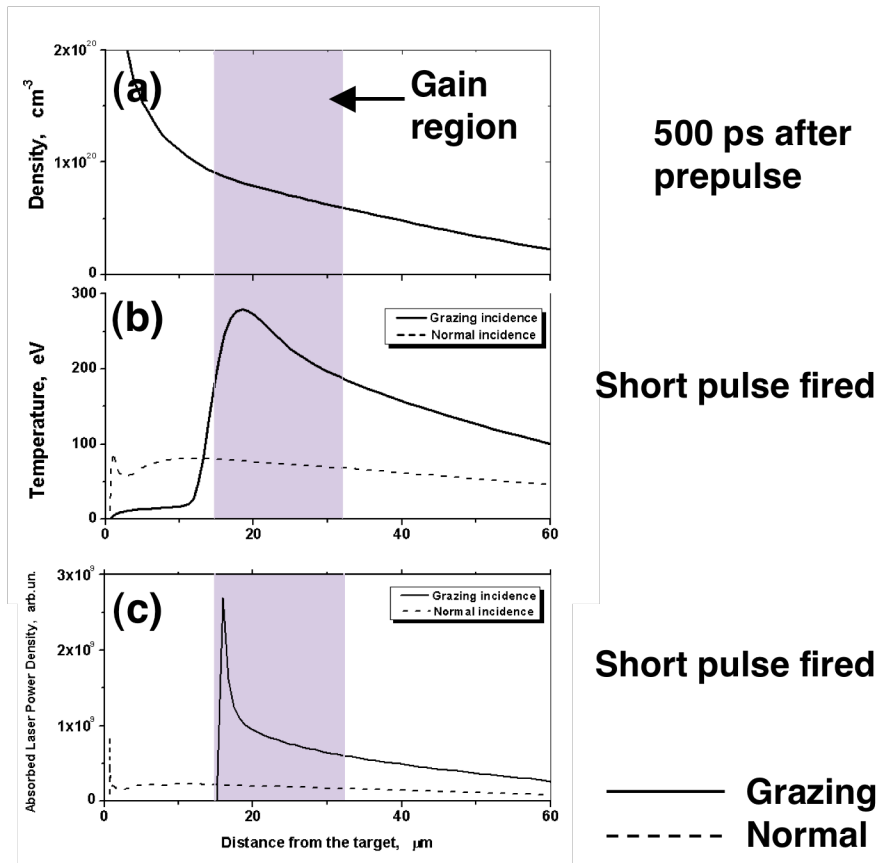 2x10^20
(a)
Gain
region
Density, cm^-3
1x10^20
0
500 ps after
prepulse
300
(b)
Grazing incidence
Normal incidence
Temperature, eV
200
100
0
0 20 40 60
Short pulse fired
3x10^9
(c)
Grazing incidence
Normal incidence
Absorbed Laser Power Density, arb.un.
2x10^9
1x10^9
0
0 20 40 60
Distance from the target, μm
Short pulse fired
Grazing
Normal